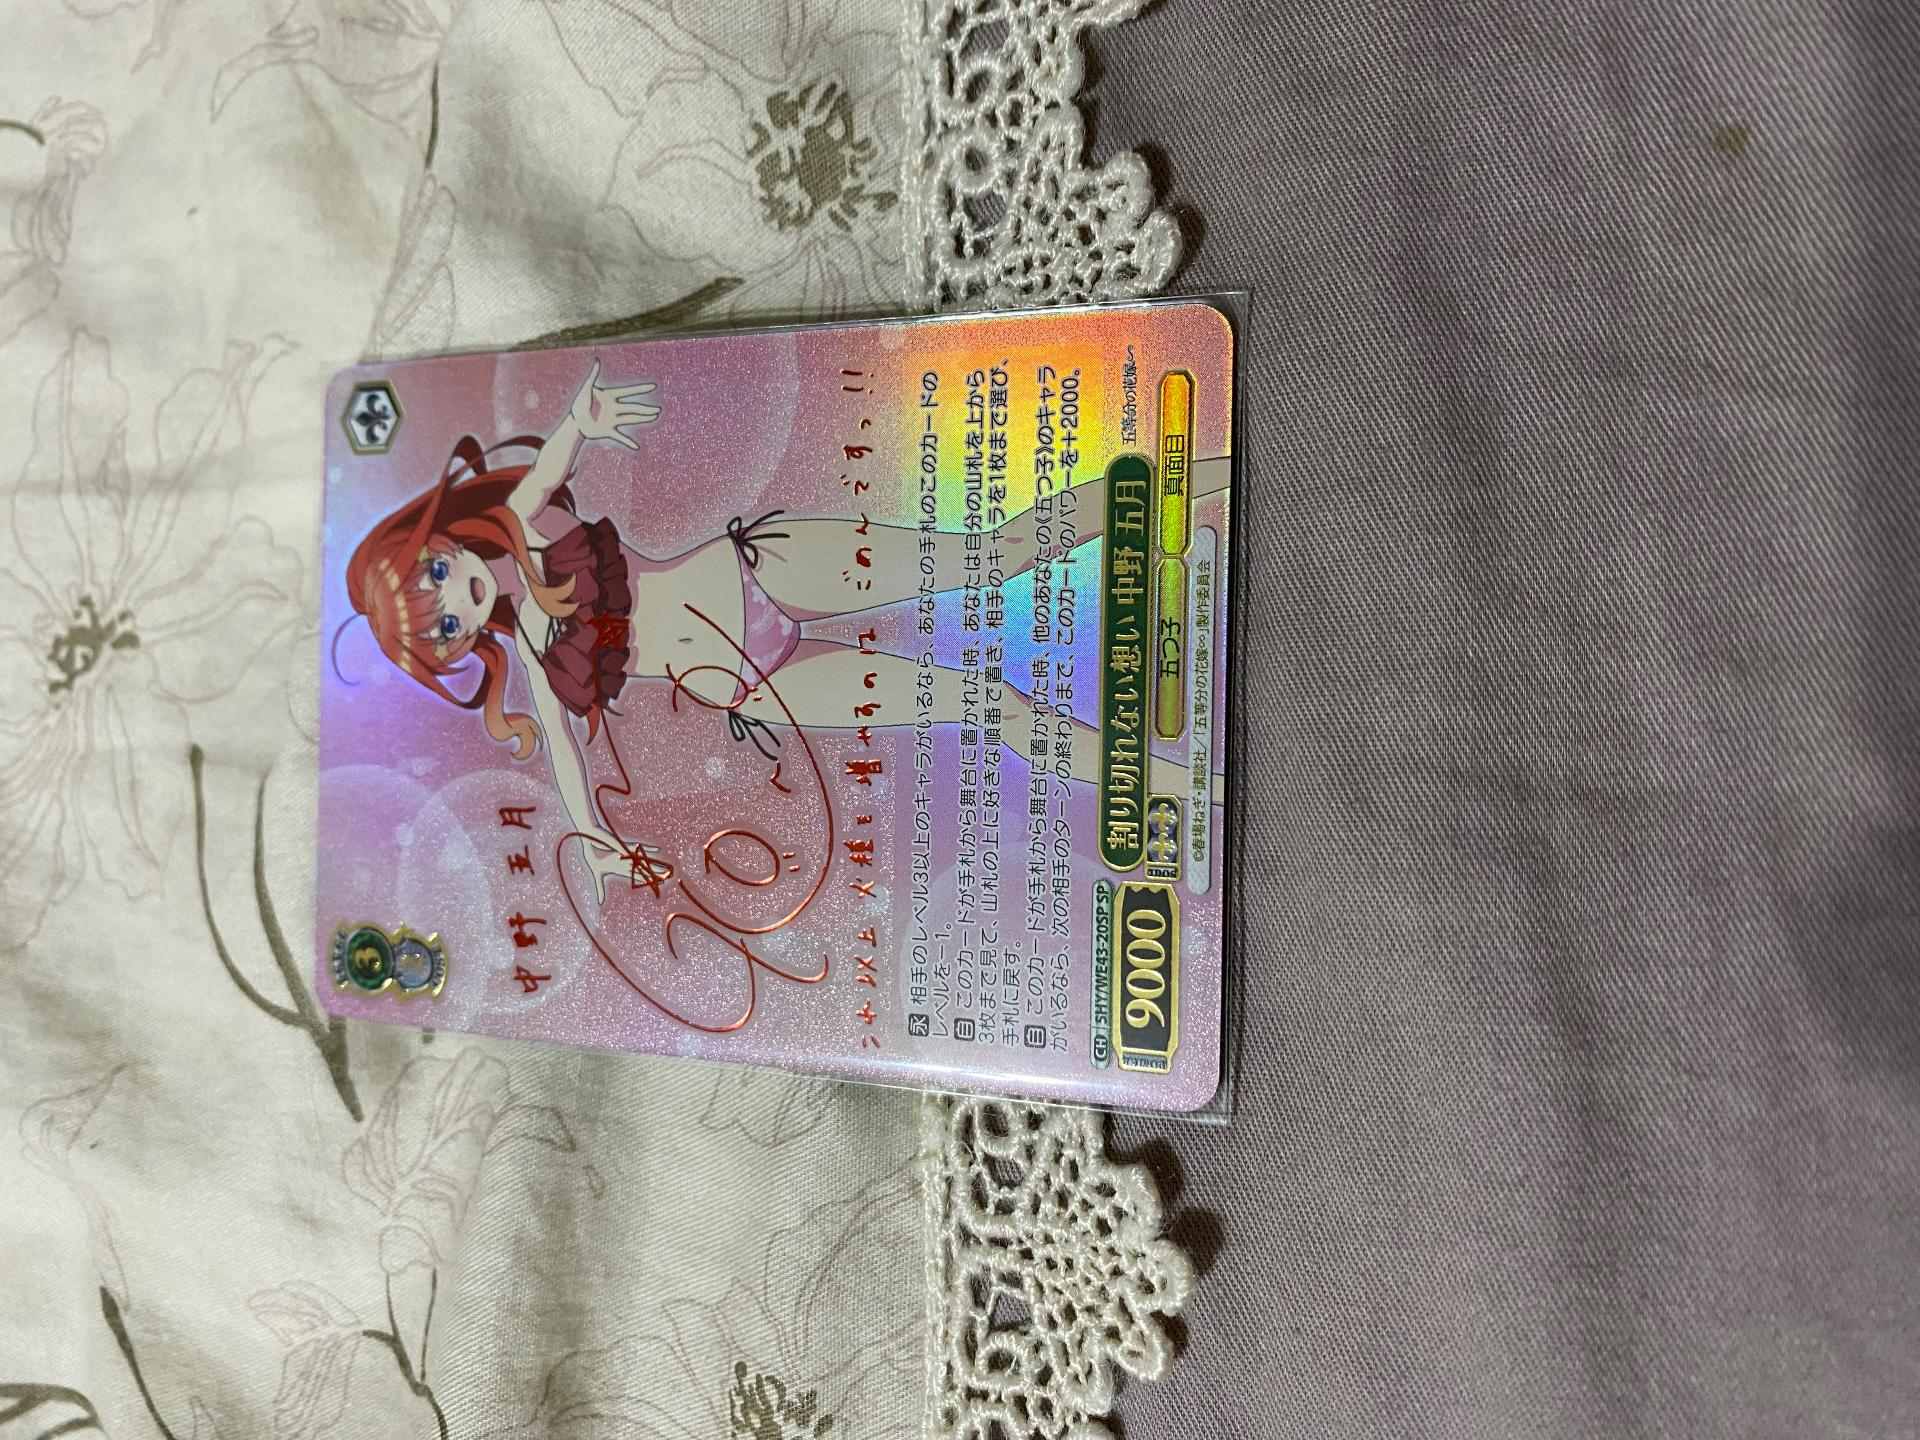 3
中野 五月
これ以上火種を増やすのは ごめんですっ!!
永 相手のレベル3以上のキャラがいるなら、あなたの手札のこのカードの
レベルを-1。
自 このカードが手札から舞台に置かれた時、あなたは自分の山札を上から
3枚まで見て、山札の上に好きな順番で置き、相手のキャラを1枚まで選び、
手札に戻す。
自 このカードが手札から舞台に置かれた時、他のあなたの《五つ子》のキャラ
がいるなら、次の相手のターンの終わりまで、このカードのパワーを+2000。
CH 5HY/WE43-20SP SP
割り切れない想い 中野 五月
五等分の花嫁∽
9000
五つ子
真面目
©春場ねぎ・講談社/「五等分の花嫁∽」製作委員会